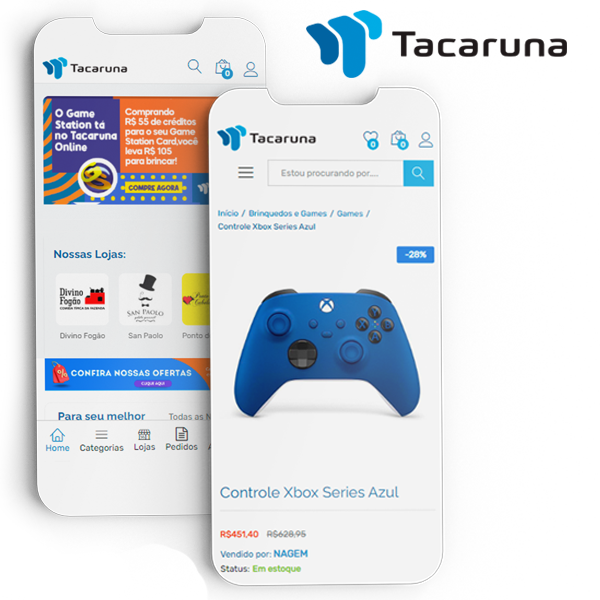 Tacaruna
Tacaruna
0
O Game
Station tá
no Tacaruna
Online
Comprando
R$ 55 de créditos
para o seu Game
Station Card,você
leva R$ 105
para brincar!
COMPRE AGORA
Nossas Lojas:
Divino
Fogão
COMIDA TÍPICA DA FAZENDA
SAN PAOLO
Divino Fogão
San Paolo
Ponto d
CONFIRA NOSSAS OFERTAS
CLIQUE AQUI
Para seu melhor
Todas as N
Home
Categorias
Lojas
Pedidos
Tacaruna
0
0
Estou procurando por....
Início / Brinquedos e Games / Games /
Controle Xbox Series Azul
-28%
Controle Xbox Series Azul
R$451,40 R$628,95
Vendido por: NAGEM
Status: Em estoque